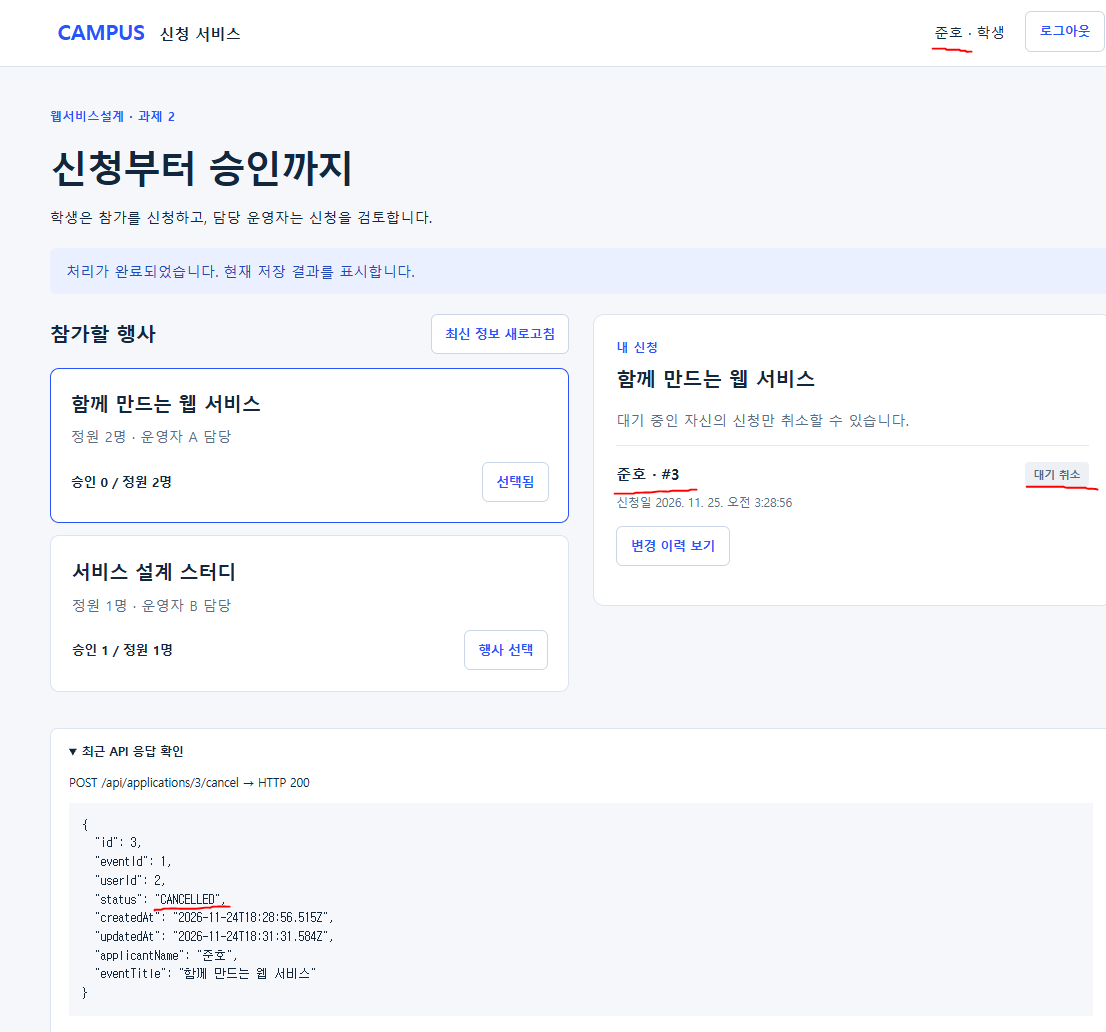 CAMPUS 신청 서비스
준호 · 학생
로그아웃
웹서비스설계 · 과제 2
신청부터 승인까지
학생은 참가를 신청하고, 담당 운영자는 신청을 검토합니다.
처리가 완료되었습니다. 현재 저장 결과를 표시합니다.
참가할 행사
최신 정보 새로고침
함께 만드는 웹 서비스
정원 2명 · 운영자 A 담당
승인 0 / 정원 2명
선택됨
서비스 설계 스터디
정원 1명 · 운영자 B 담당
승인 1 / 정원 1명
행사 선택
내 신청
함께 만드는 웹 서비스
대기 중인 자신의 신청만 취소할 수 있습니다.
준호 · #3
대기 취소
신청일 2026. 11. 25. 오전 3:28:56
변경 이력 보기
▼ 최근 API 응답 확인
POST /api/applications/3/cancel → HTTP 200
{
"id": 3,
"eventId": 1,
"userId": 2,
"status": "CANCELLED",
"createdAt": "2026-11-24T18:28:56.515Z",
"updatedAt": "2026-11-24T18:31:31.584Z",
"applicantName": "준호",
"eventTitle": "함께 만드는 웹 서비스"
}